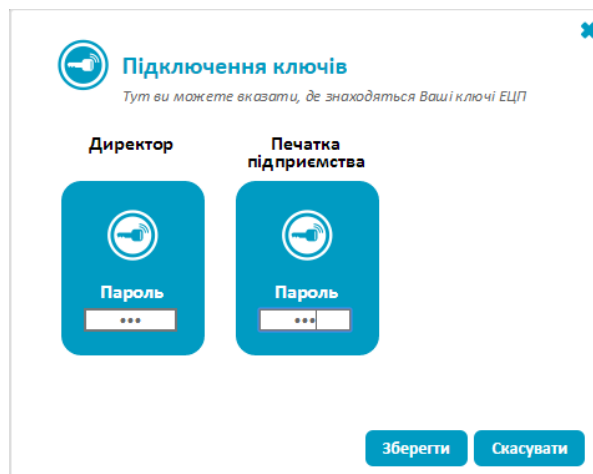 Підключення ключів
Тут ви можете вказати, де знаходяться Ваші ключі ЕЦП
Директор
Печатка
підприємства
Пароль
•••
Пароль
•••
Зберегти
Скасувати